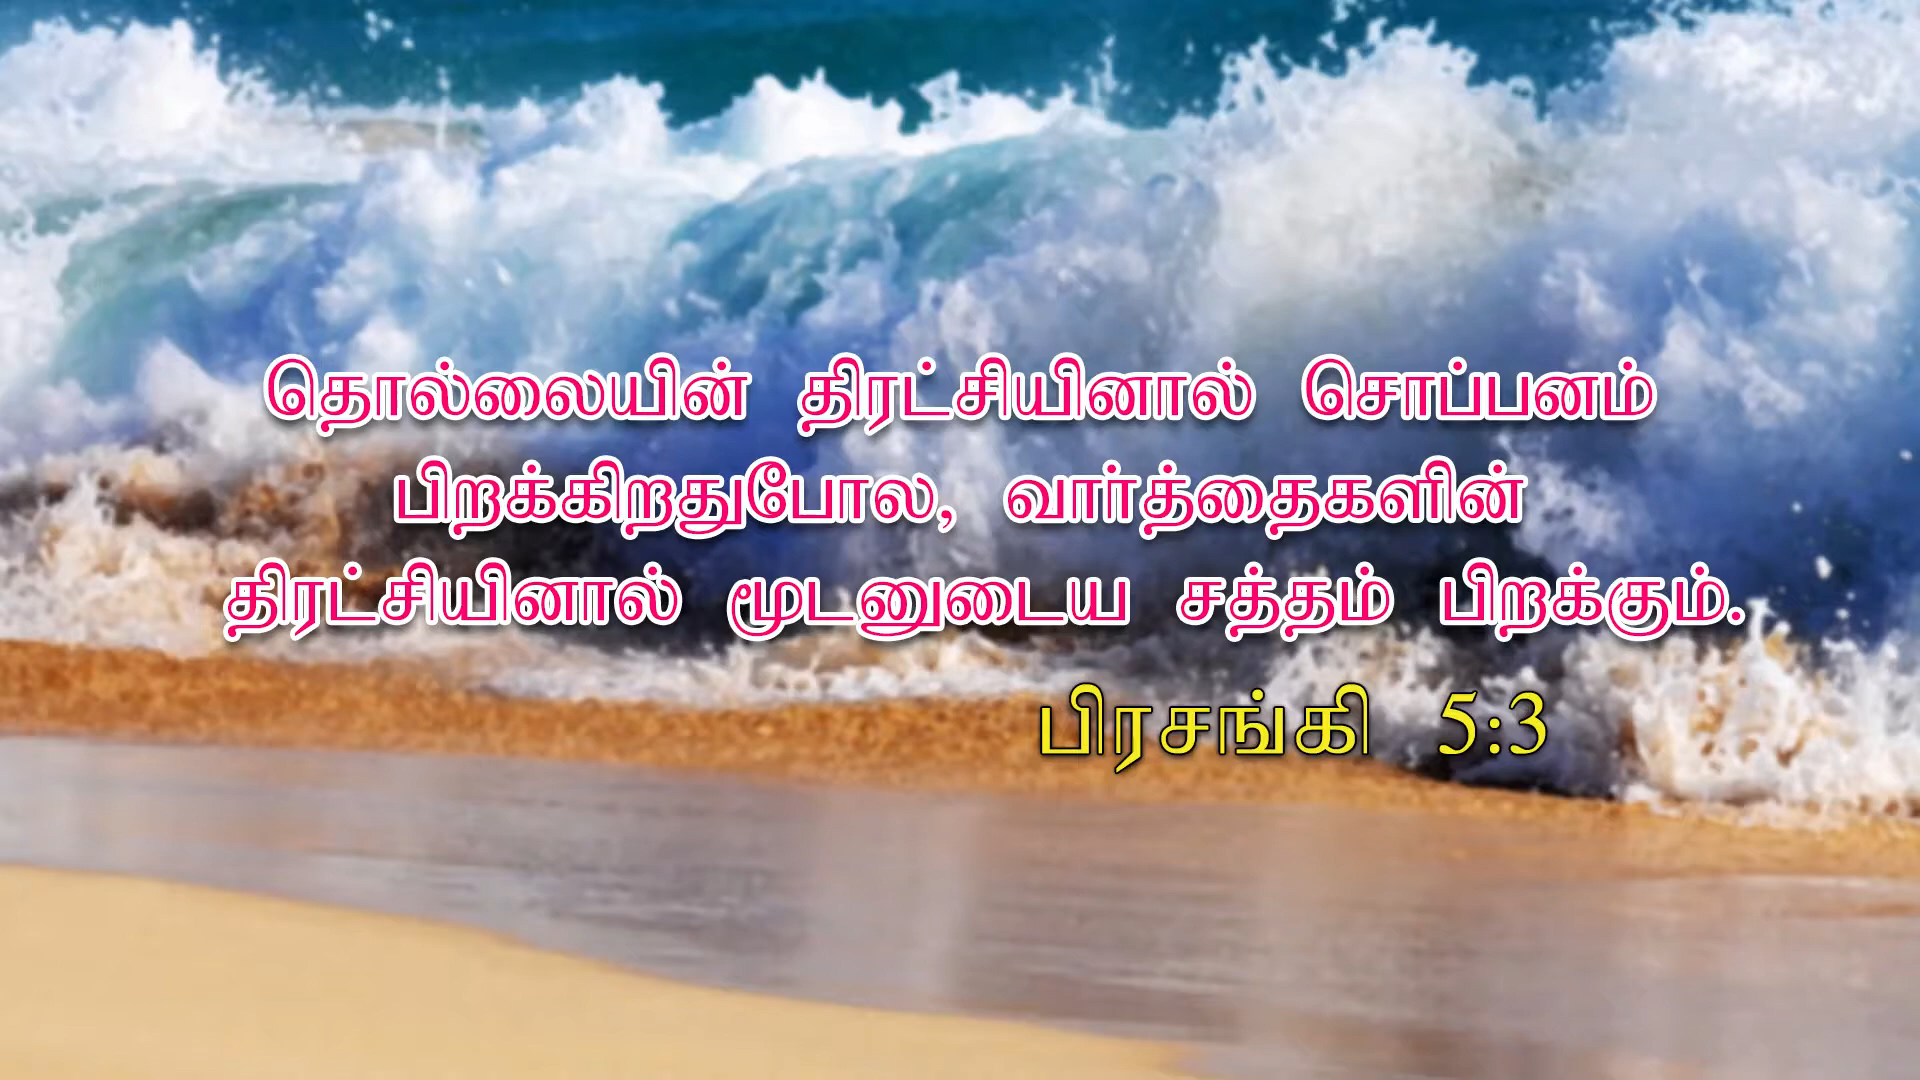 தொல்லையின் திரட்சியினால் சொப்பனம்
பிறக்கிறதுபோல, வார்த்தைகளின்
திரட்சியினால் மூடனுடைய சத்தம் பிறக்கும்.
பிரசங்கி 5:3